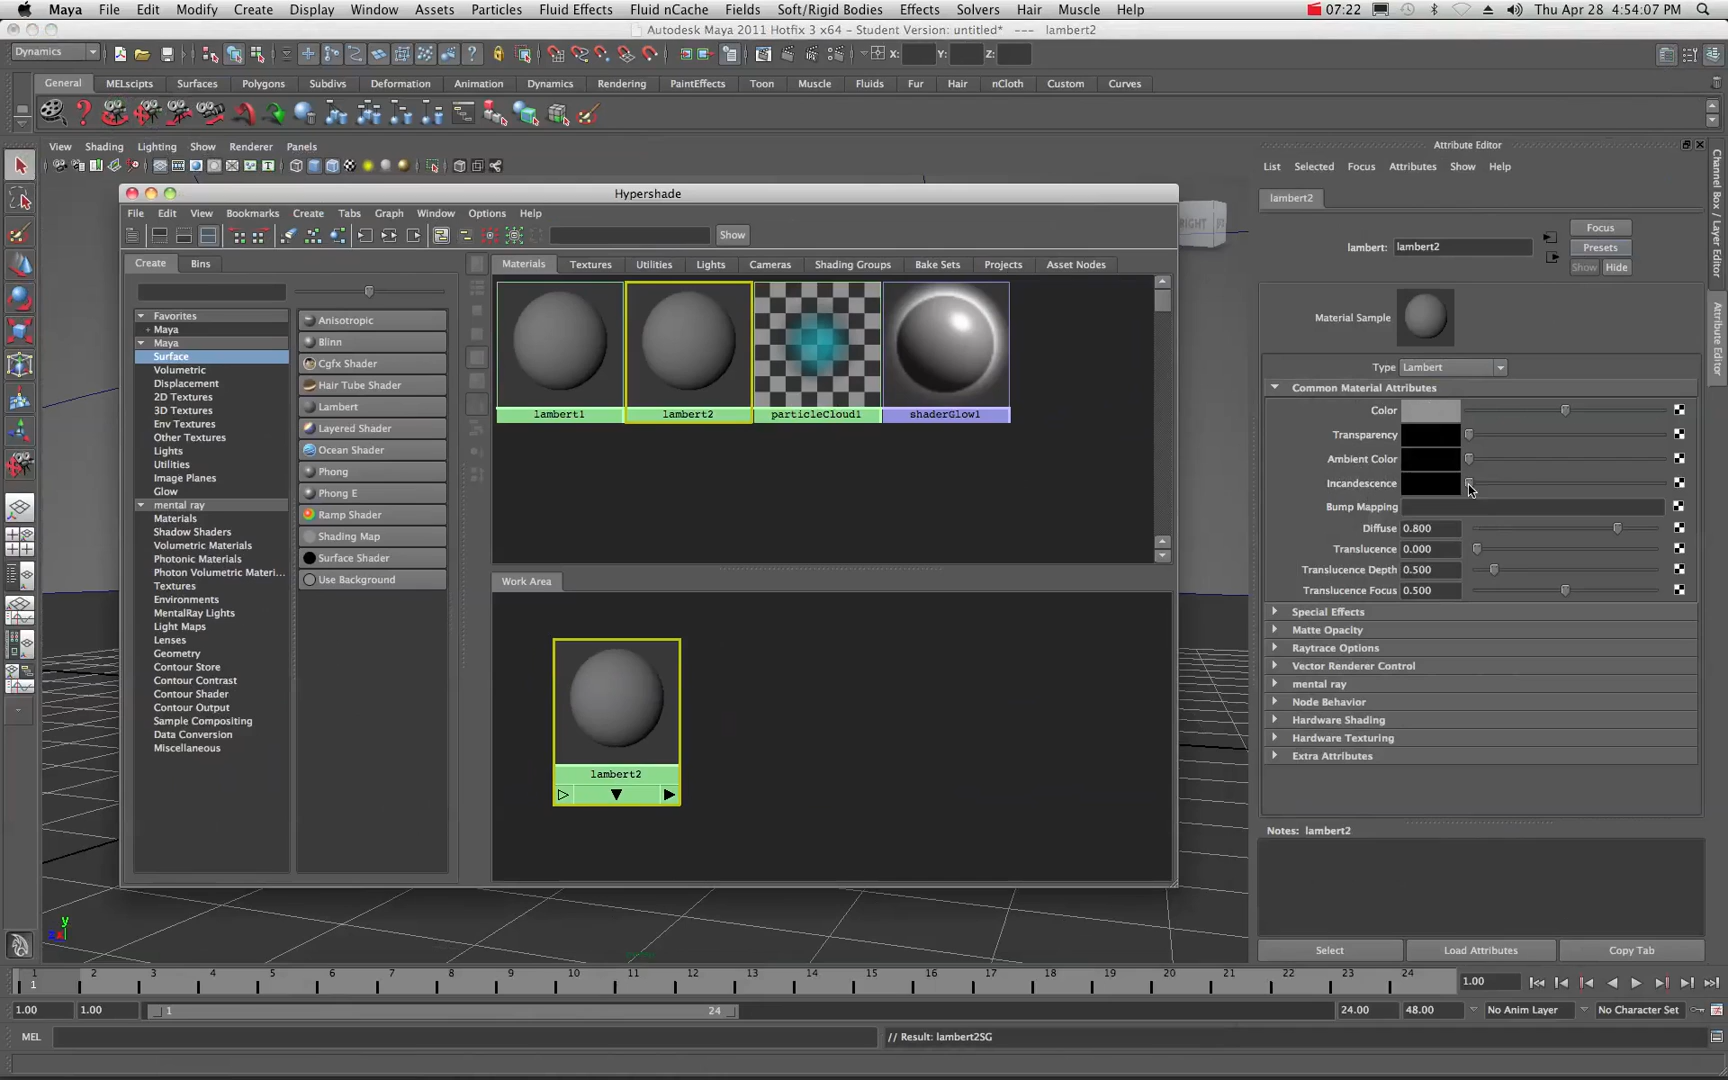 Maya File Edit Modify Create Display Window Assets Particles Fluid Effects Fluid nCache Fields Soft/Rigid Bodies Effects Solvers Hair Muscle Help 07:22 Thu Apr 28 4:54:07 PM
Autodesk Maya 2011 Hotfix 3 x64 - Student Version: untitled* --- lambert2
Dynamics X: Y: Z:
General MELscipts Surfaces Polygons Subdivs Deformation Animation Dynamics Rendering PaintEffects Toon Muscle Fluids Fur Hair nCloth Custom Curves
View Shading Lighting Show Renderer Panels
RIGHT
Hypershade
File Edit View Bookmarks Create Tabs Graph Window Options Help
Show
Create Bins
Favorites
Maya
Maya
Surface
Volumetric
Displacement
2D Textures
3D Textures
Env Textures
Other Textures
Lights
Utilities
Image Planes
Glow
mental ray
Materials
Shadow Shaders
Volumetric Materials
Photonic Materials
Photon Volumetric Materi...
Textures
Environments
MentalRay Lights
Light Maps
Lenses
Geometry
Contour Store
Contour Contrast
Contour Shader
Contour Output
Sample Compositing
Data Conversion
Miscellaneous
Anisotropic
Blinn
Cgfx Shader
Hair Tube Shader
Lambert
Layered Shader
Ocean Shader
Phong
Phong E
Ramp Shader
Shading Map
Surface Shader
Use Background
Materials Textures Utilities Lights Cameras Shading Groups Bake Sets Projects Asset Nodes
lambert1 lambert2 particleCloud1 shaderGlow1
Work Area
lambert2
Attribute Editor
List Selected Focus Attributes Show Help
lambert2
lambert: lambert2
Focus
Presets
Show Hide
Material Sample
Type Lambert
Common Material Attributes
Color
Transparency
Ambient Color
Incandescence
Bump Mapping
Diffuse 0.800
Translucence 0.000
Translucence Depth 0.500
Translucence Focus 0.500
Special Effects
Matte Opacity
Raytrace Options
Vector Renderer Control
mental ray
Node Behavior
Hardware Shading
Hardware Texturing
Extra Attributes
Notes: lambert2
Select Load Attributes Copy Tab
Channel Box / Layer Editor
Attribute Editor
y
1 2 3 4 5 6 7 8 9 10 11 12 13 14 15 16 17 18 19 20 21 22 23 24
1 1.00
1.00 1.00 1 24 24.00 48.00 No Anim Layer No Character Set
MEL // Result: lambert2SG